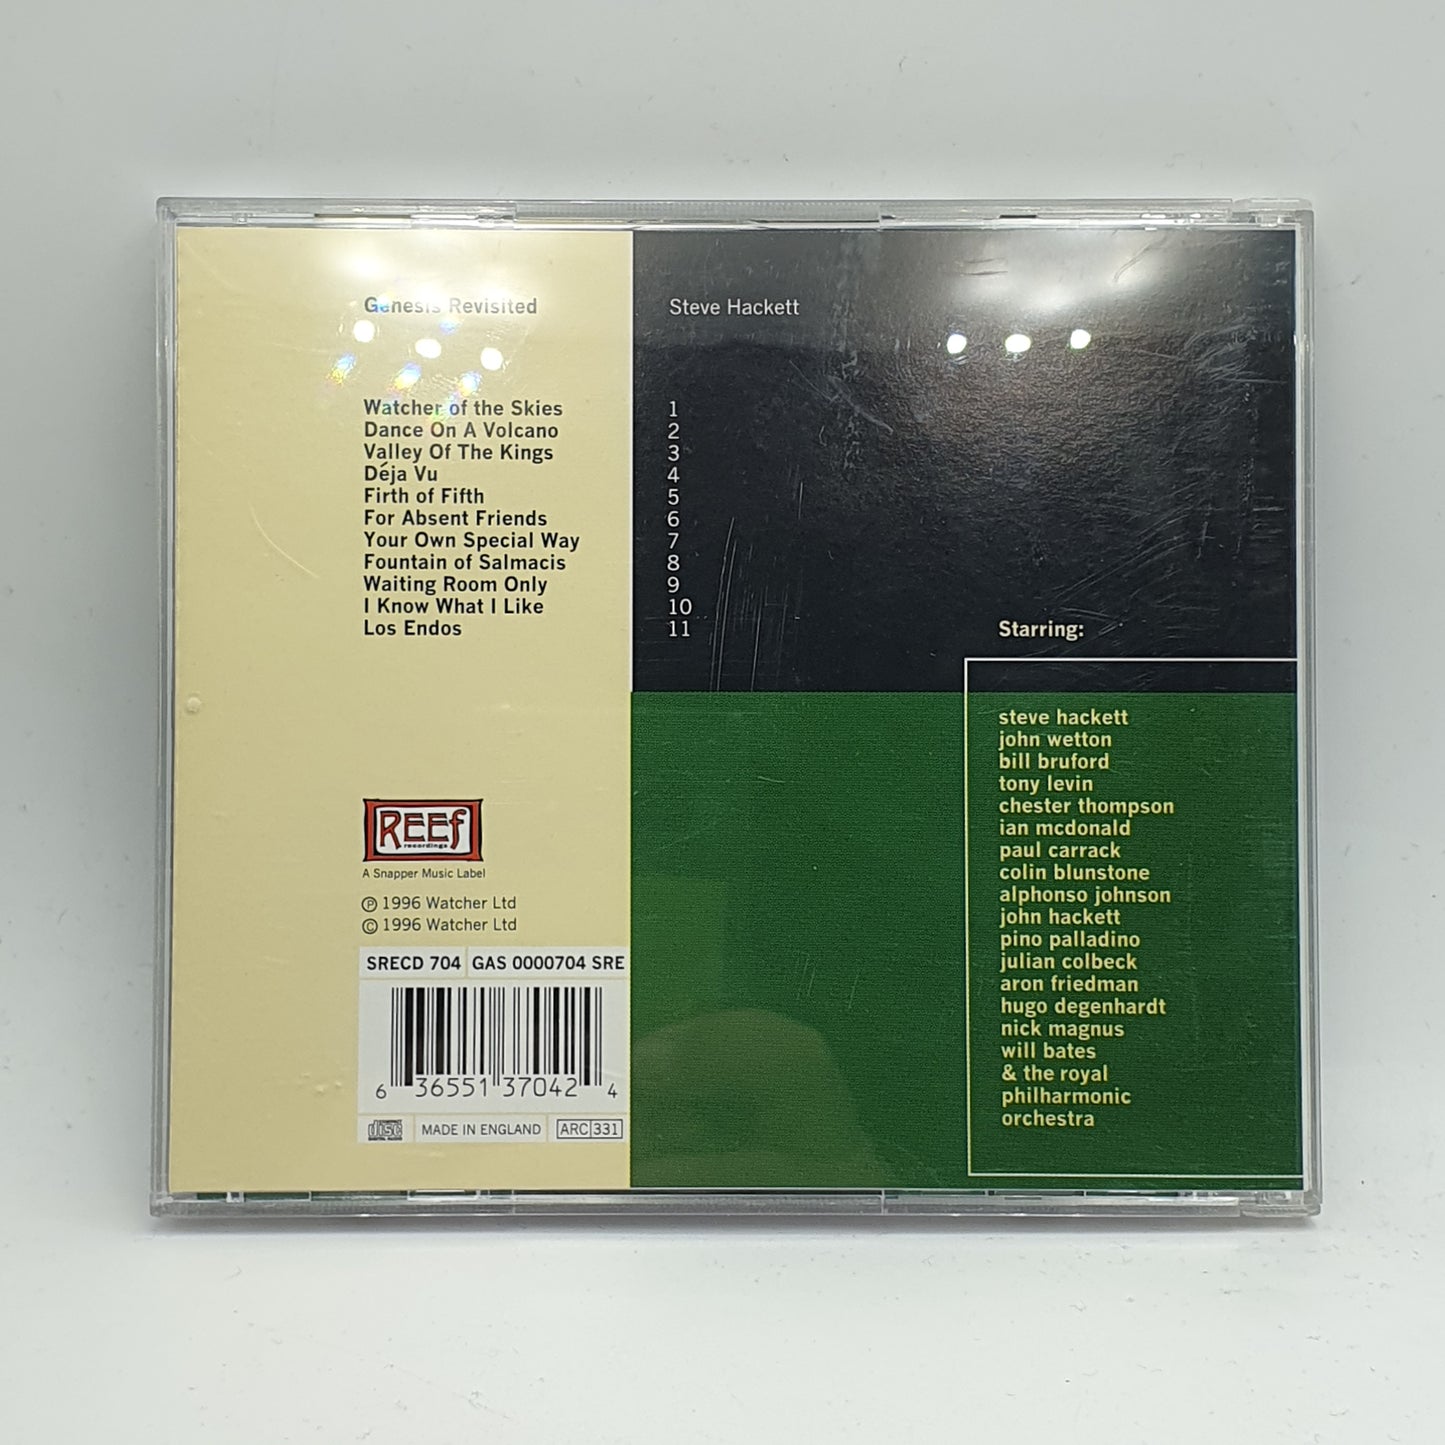 Genesis Revisited Steve Hackett
Watcher of the Skies 1
Dance On A Volcano 2
Valley Of The Kings 3
Déja Vu 4
Firth of Fifth 5
For Absent Friends 6
Your Own Special Way 7
Fountain of Salmacis 8
Waiting Room Only 9
I Know What I Like 10
Los Endos 11
Starring:
steve hackett
john wetton
bill bruford
tony levin
chester thompson
ian mcdonald
paul carrack
colin blunstone
alphonso johnson
john hackett
pino palladino
julian colbeck
aron friedman
hugo degenhardt
nick magnus
will bates
& the royal
philharmonic
orchestra
REEf
recordings
A Snapper Music Label
℗ 1996 Watcher Ltd
© 1996 Watcher Ltd
SRECD 704 GAS 0000704 SRE
6 36551 37042 4
disc
DIGITAL AUDIO
MADE IN ENGLAND
ARC 331